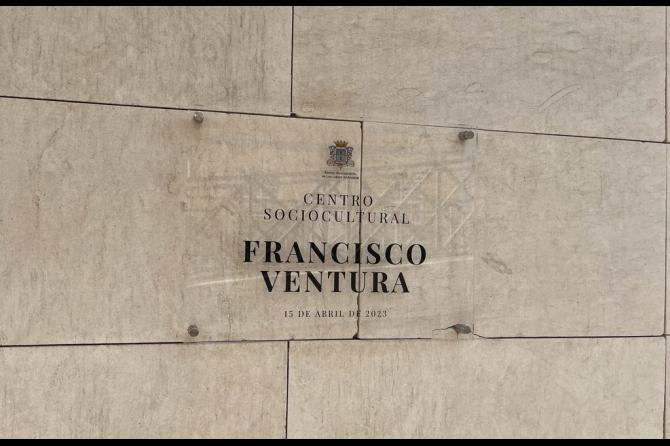 CENTRO
SOCIOCULTURAL
FRANCISCO
VENTURA
15 DE ABRIL DE 2023